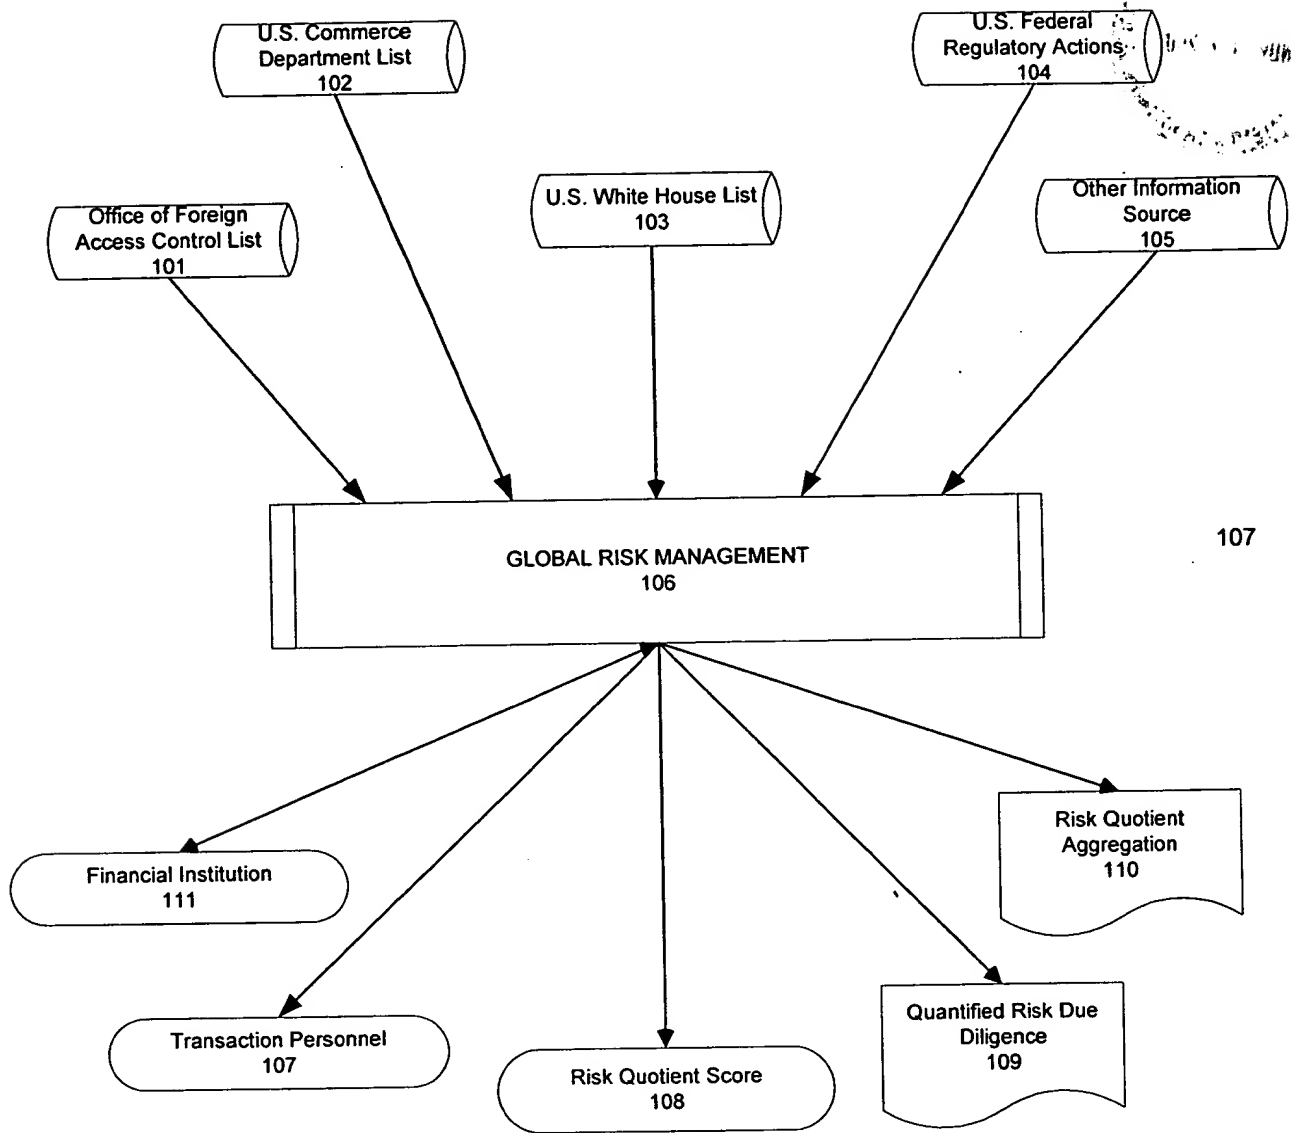 U.S. Commerce
Department List
102
U.S. Federal
Regulatory Actions
104
U.S. White House List
103
Office of Foreign
Access Control List
101
Other Information
Source
105
GLOBAL RISK MANAGEMENT
106
107
Financial Institution
111
Risk Quotient
Aggregation
110
Transaction Personnel
107
Risk Quotient Score
108
Quantified Risk Due
Diligence
109